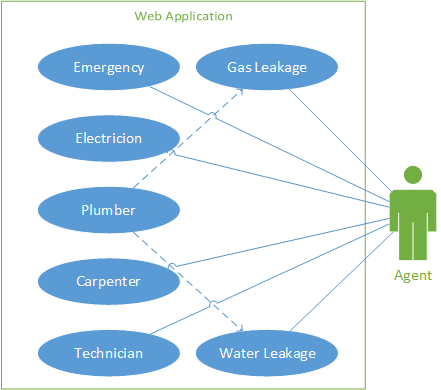 Web Application
Emergency
Gas Leakage
Electricion
Plumber
Agent
Carpenter
Technician
Water Leakage